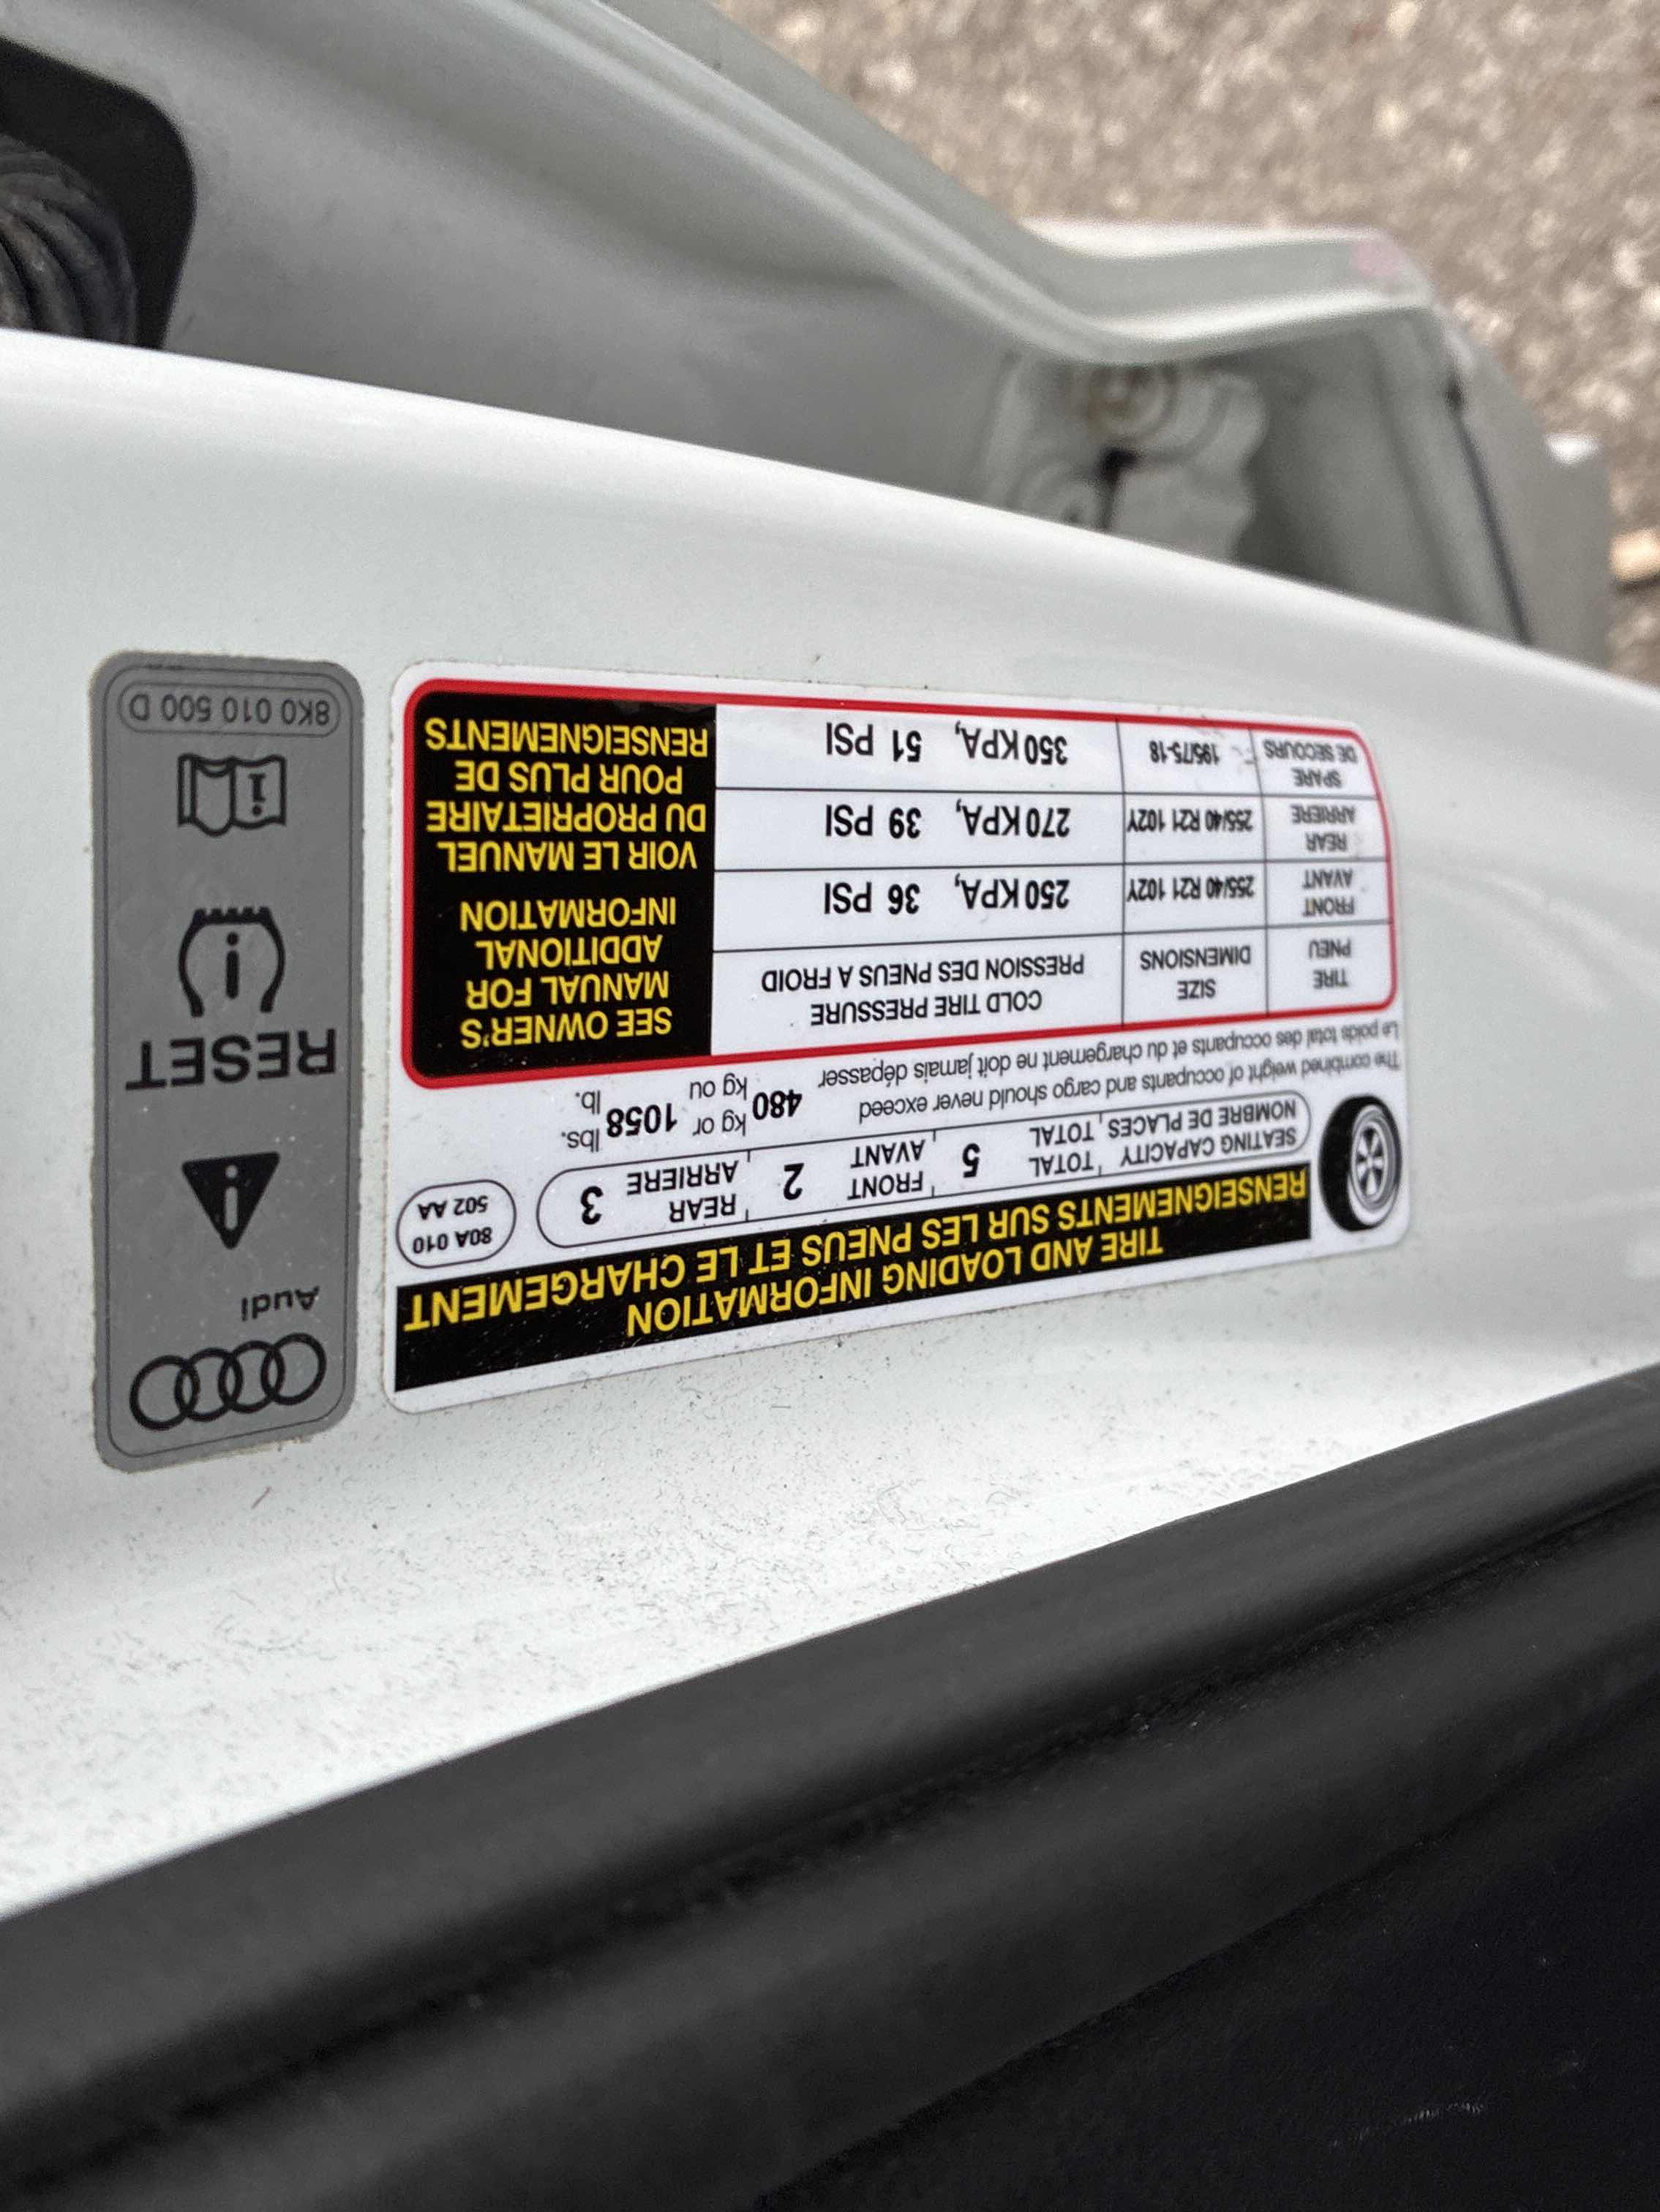 TIRE AND LOADING INFORMATION
RENSEIGNEMENTS SUR LES PNEUS ET LE CHARGEMENT
SEATING CAPACITY TOTAL 5 FRONT 2 REAR 3
NOMBRE DE PLACES TOTAL AVANT ARRIERE
80A 010
502 AA
The combined weight of occupants and cargo should never exceed 480 kg or 1058 lbs.
Le poids total des occupants et du chargement ne doit jamais dépasser kg ou lb.
TIRE SIZE COLD TIRE PRESSURE
PNEU DIMENSIONS PRESSION DES PNEUS A FROID
FRONT
AVANT 255/40 R21 102Y 250 KPA, 36 PSI
REAR
ARRIERE 255/40 R21 102Y 270 KPA, 39 PSI
SPARE
DE SECOURS 195/75-18 350 KPA, 51 PSI
SEE OWNER'S
MANUAL FOR
ADDITIONAL
INFORMATION
VOIR LE MANUEL
DU PROPRIETAIRE
POUR PLUS DE
RENSEIGNEMENTS
Audi
RESET
8K0 010 500 D